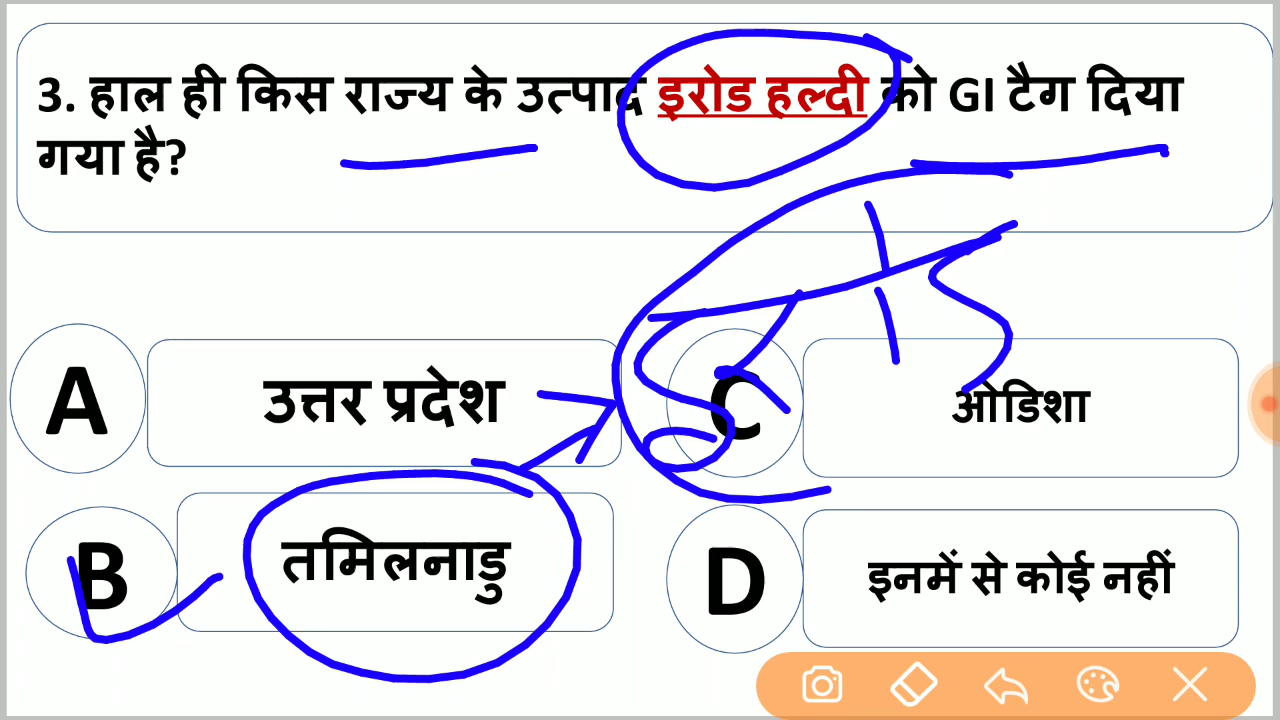 3. हाल ही किस राज्य के उत्पाद इरोड हल्दी को GI टैग दिया
गया है?
A
उत्तर प्रदेश
C
ओडिशा
B
तमिलनाडु
D
इनमें से कोई नहीं